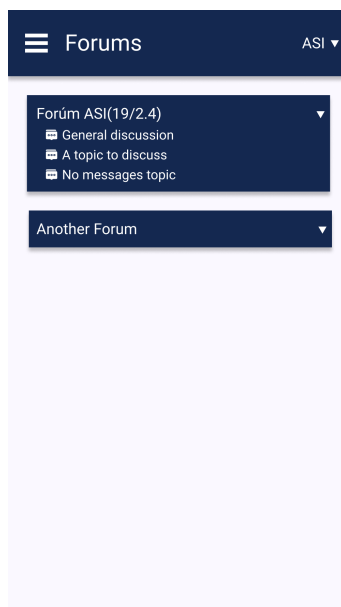 Forums
ASI
Forúm ASI(19/2.4)
General discussion
A topic to discuss
No messages topic
Another Forum